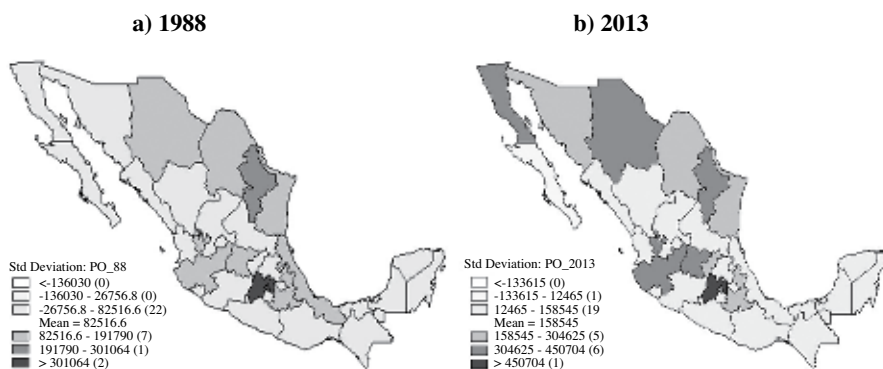 a) 1988
b) 2013
Std Deviation: PO_88
<-136030 (0)
-136030 - 26756.8 (0)
-26756.8 - 82516.6 (22)
Mean = 82516.6
82516.6 - 191790 (7)
191790 - 301064 (1)
> 301064 (2)
Std Deviation: PO_2013
<-133615 (0)
-133615 - 12465 (1)
12465 - 158545 (19
Mean = 158545
158545 - 304625 (5)
304625 - 450704 (6)
> 450704 (1)